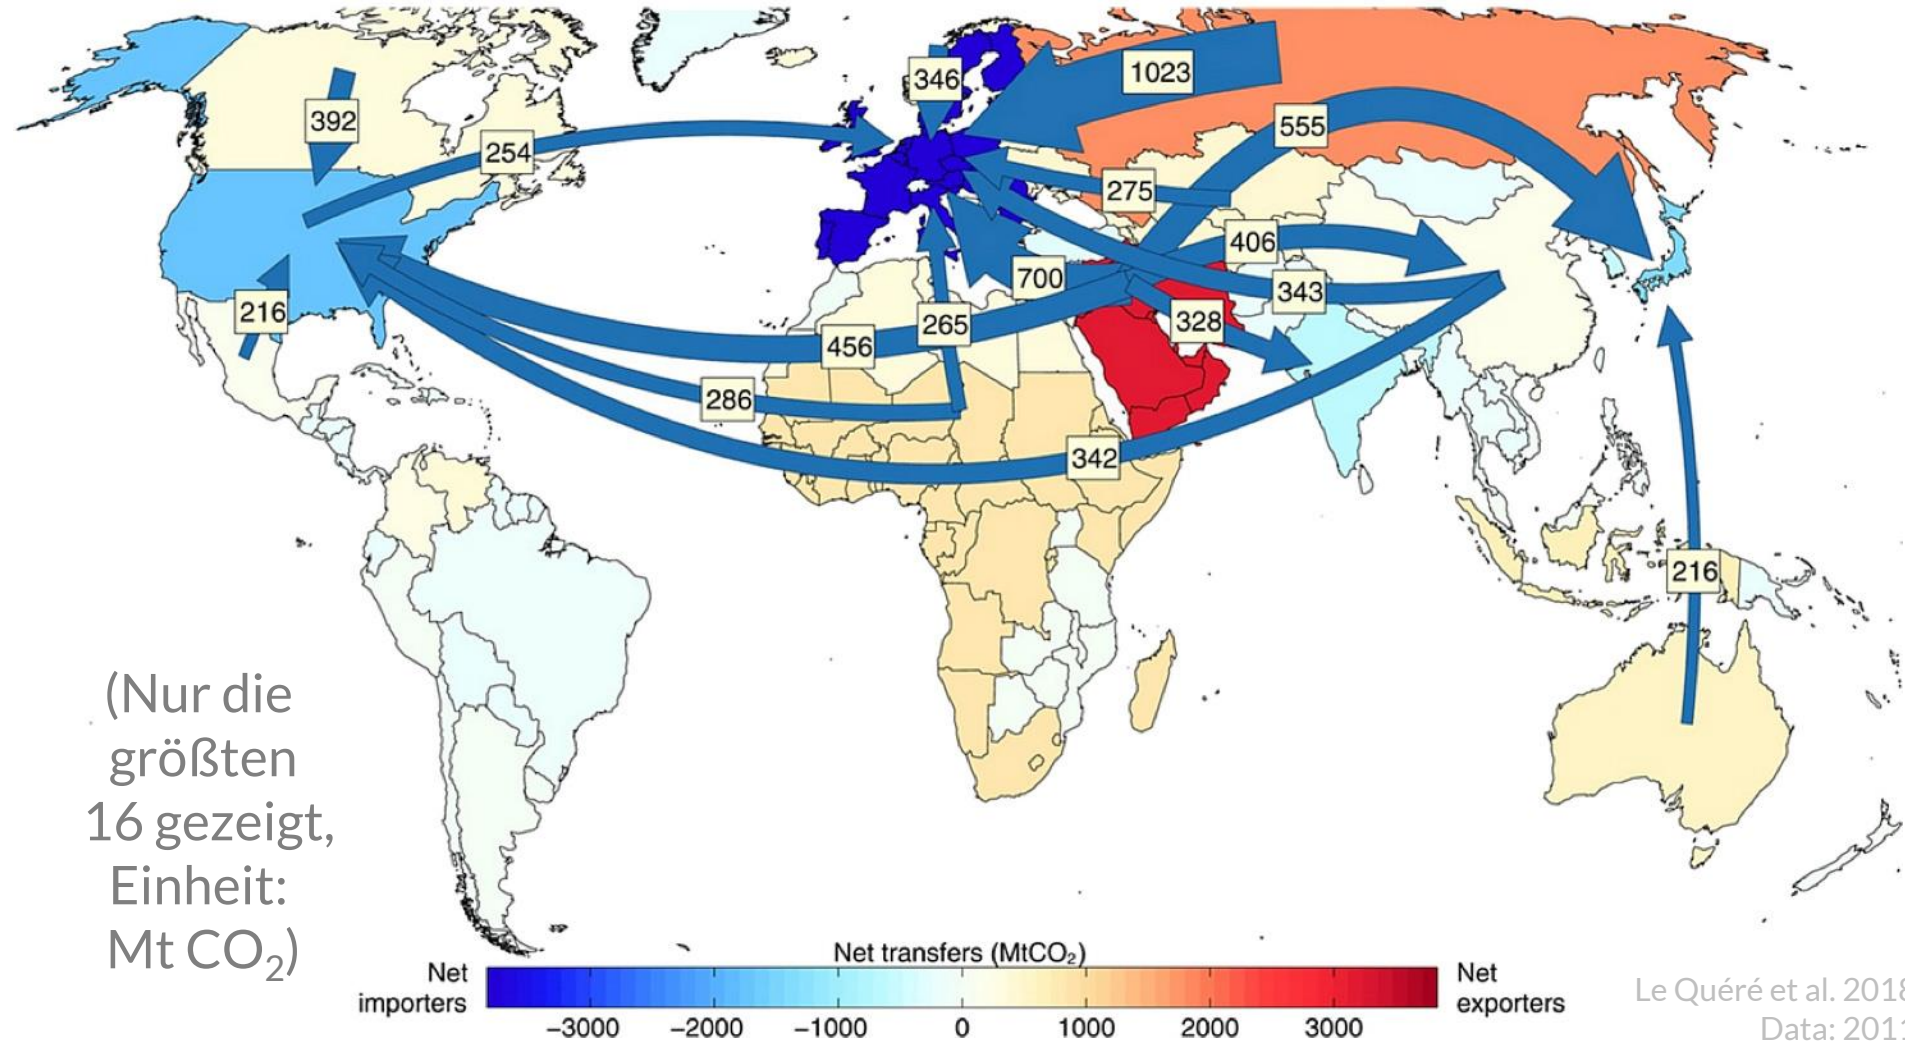 346
1023
392
555
254
275
406
700
343
216
265
328
456
286
342
216
(Nur die
größten
16 gezeigt,
Einheit:
Mt CO₂)
Net transfers (MtCO₂)
Net
importers
Net
exporters
−3000 −2000 −1000 0 1000 2000 3000
Le Quéré et al. 2018
Data: 2011